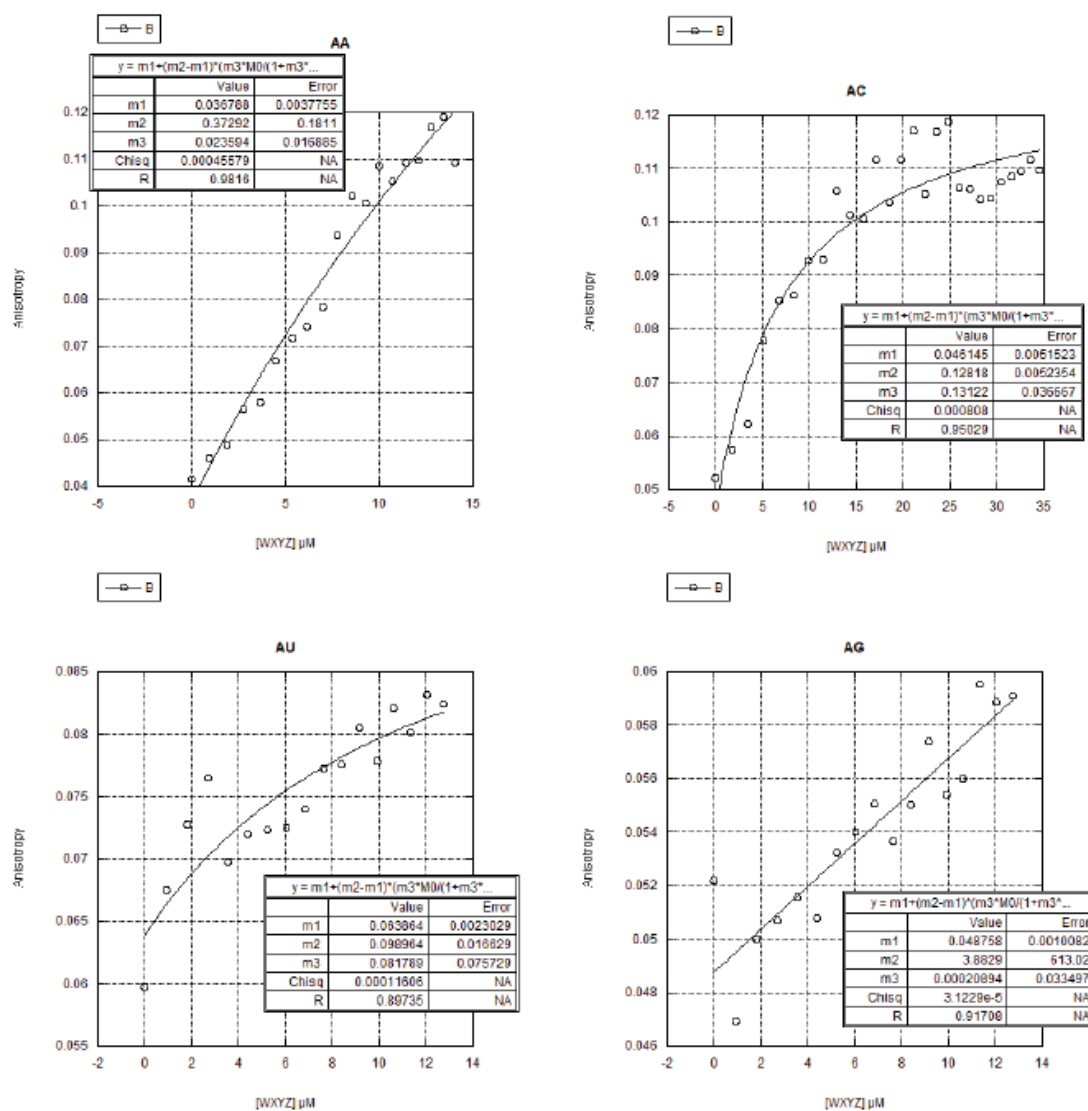 B
AA
y = m1+(m2-m1)*(m3*M0/(1+m3*...
Value Error
m1 0.036788 0.0037755
m2 0.37292 0.1811
m3 0.023594 0.016885
Chisq 0.00045579 NA
R 0.9816 NA
0.12
0.11
0.1
0.09
0.08
0.07
0.06
0.05
0.04
Anisotropy
-5 0 5 10 15
[WXYZ] µM
B
AC
0.12
0.11
0.1
0.09
0.08
0.07
0.06
0.05
Anisotropy
y = m1+(m2-m1)*(m3*M0/(1+m3*...
Value Error
m1 0.046145 0.0051523
m2 0.12818 0.0052354
m3 0.13122 0.036667
Chisq 0.000808 NA
R 0.95029 NA
-5 0 5 10 15 20 25 30 35
[WXYZ] µM
B
AU
0.085
0.08
0.075
0.07
0.065
0.06
0.055
Anisotropy
y = m1+(m2-m1)*(m3*M0/(1+m3*...
Value Error
m1 0.063864 0.0023029
m2 0.098964 0.016629
m3 0.081789 0.075729
Chisq 0.00011606 NA
R 0.89735 NA
-2 0 2 4 6 8 10 12 14
[WXYZ] µM
B
AG
0.06
0.058
0.056
0.054
0.052
0.05
0.048
0.046
Anisotropy
y = m1+(m2-m1)*(m3*M0/(1+m3*...
Value Error
m1 0.048758 0.0010082
m2 3.8829 613.02
m3 0.00020894 0.033497
Chisq 3.1229e-5 NA
R 0.91708 NA
-2 0 2 4 6 8 10 12 14
[WXYZ] µM